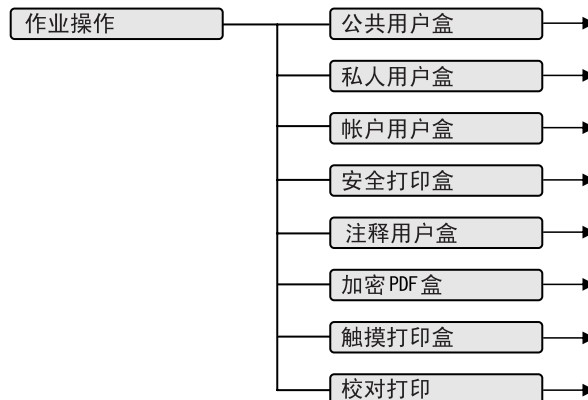 作业操作
公共用户盒
私人用户盒
帐户用户盒
安全打印盒
注释用户盒
加密PDF盒
触摸打印盒
校对打印